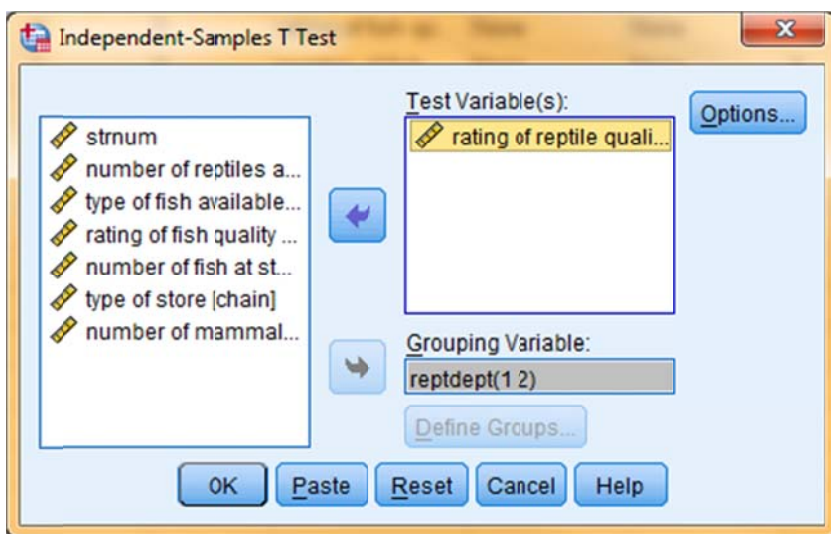 Independent-Samples T Test
Test Variable(s):
Options...
strnum
number of reptiles a...
type of fish available...
rating of fish quality ...
number of fish at st...
type of store [chain]
number of mammal...
rating of reptile quali...
Grouping Variable:
reptdept(1 2)
Define Groups...
OK Paste Reset Cancel Help